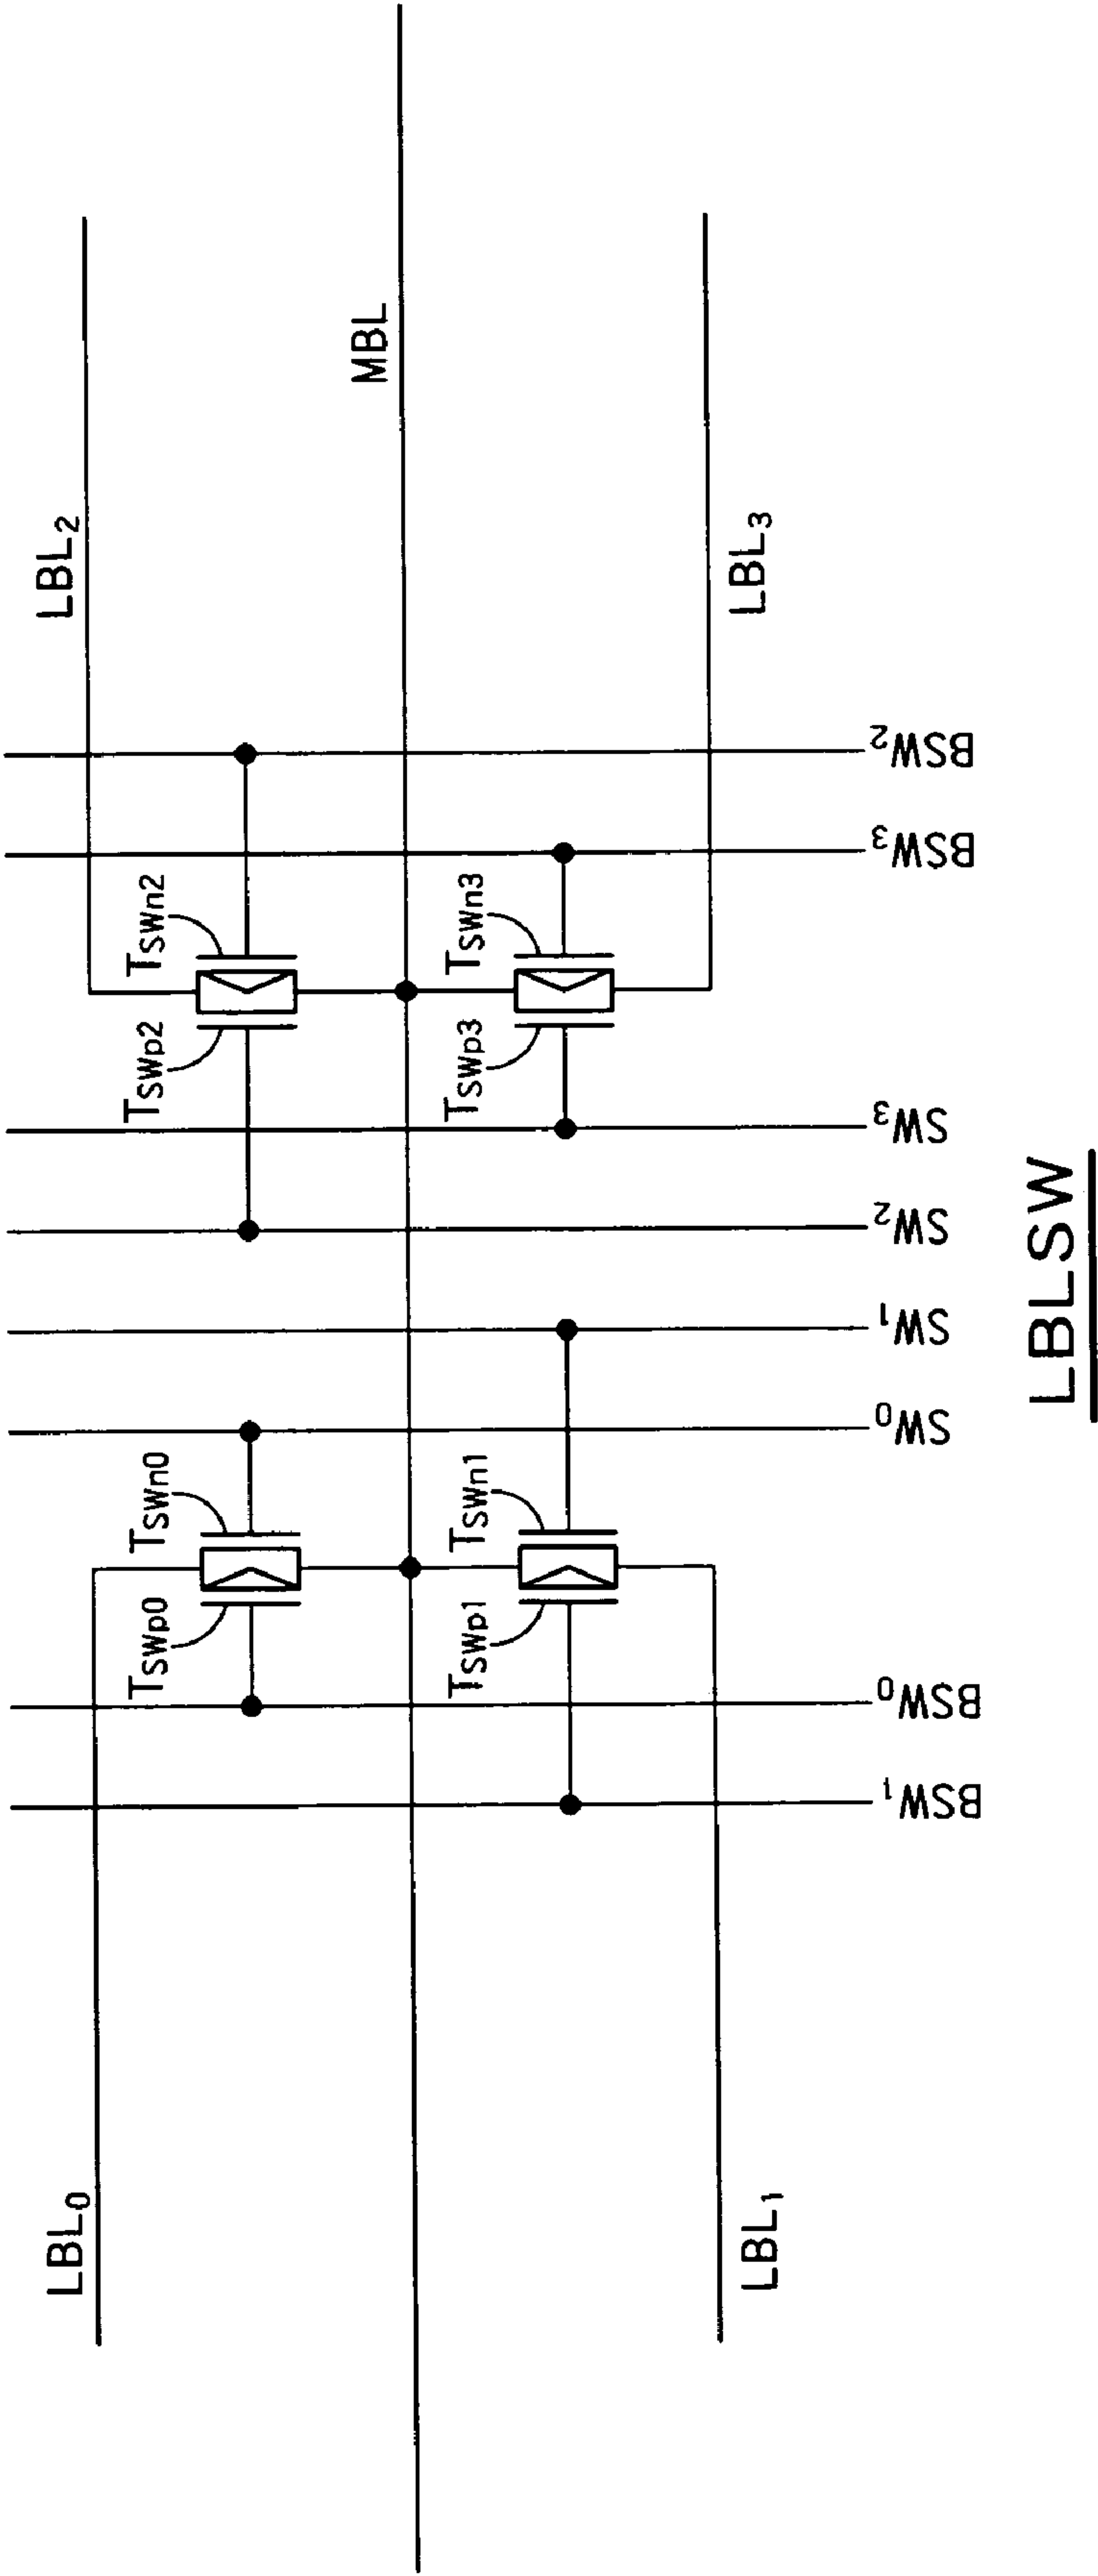 LBL₂
MBL
LBL₃
BSW₂
BSW₃
TSWn2
TSWp2
TSWn3
TSWp3
SW₃
SW₂
SW₁
SW₀
TSWn0
TSWp0
TSWn1
TSWp1
BSW₀
BSW₁
LBL₀
LBL₁
LBLSW